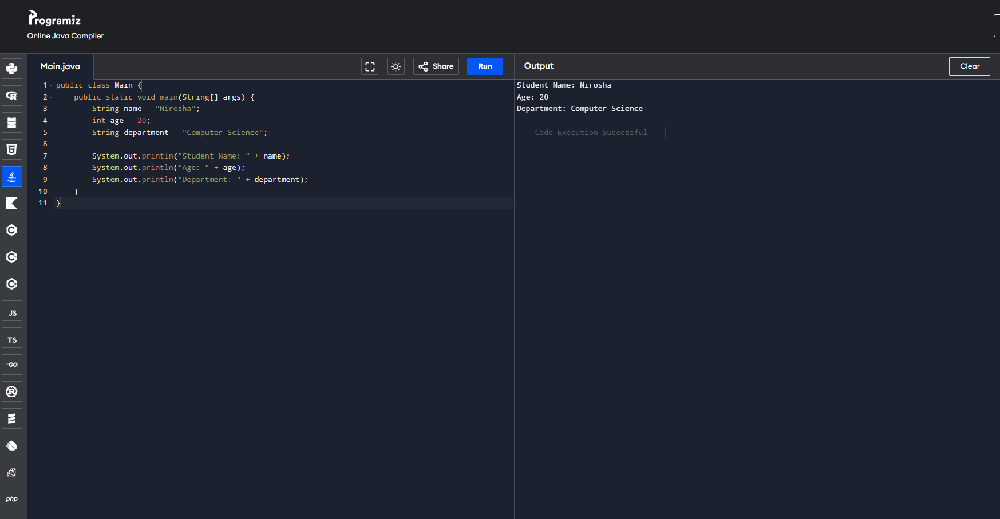 Programiz
Online Java Compiler
Main.java
Share
Run
Output
Clear
1 public class Main {
2     public static void main(String[] args) {
3         String name = "Nirosha";
4         int age = 20;
5         String department = "Computer Science";
6
7         System.out.println("Student Name: " + name);
8         System.out.println("Age: " + age);
9         System.out.println("Department: " + department);
10     }
11 }
Student Name: Nirosha
Age: 20
Department: Computer Science
=== Code Execution Successful ===
R
5
C
C
C
JS
TS
GO
R
php